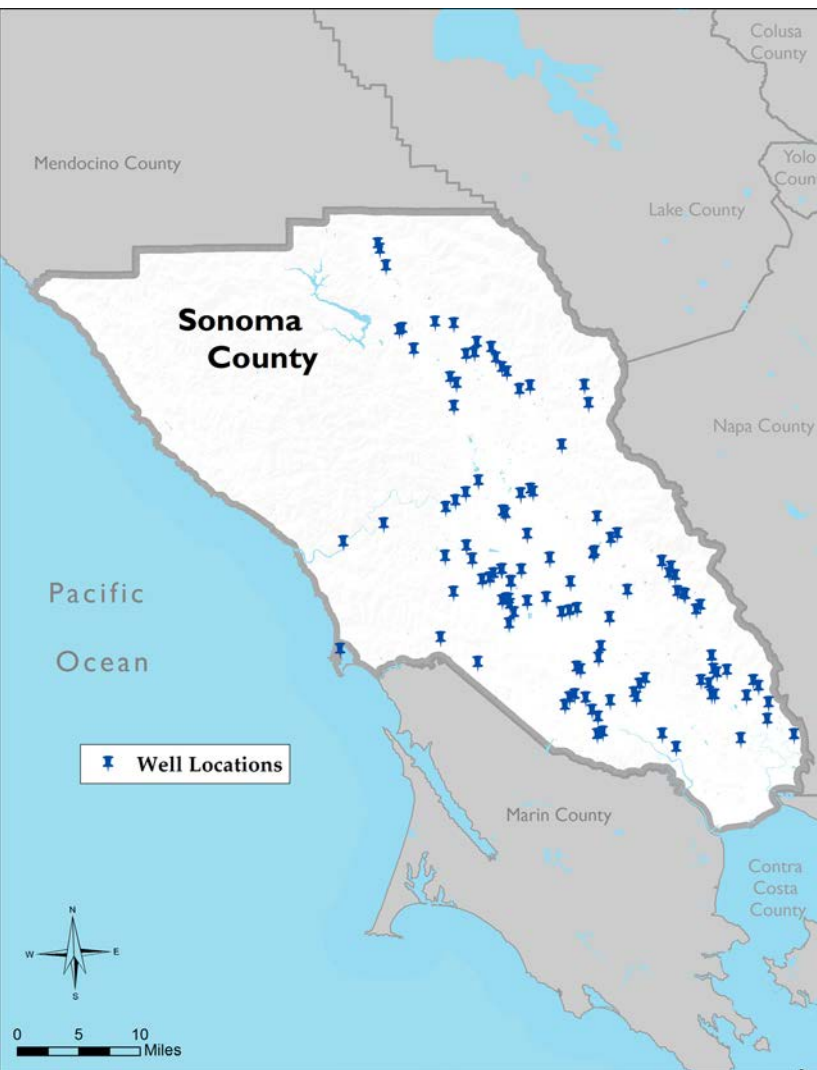 Colusa
County
Mendocino County
Yolo
Coun
Lake County
Sonoma
County
Napa County
Pacific
Ocean
Well Locations
Marin County
Contra
Costa
County
N
W
E
S
0 5 10
Miles